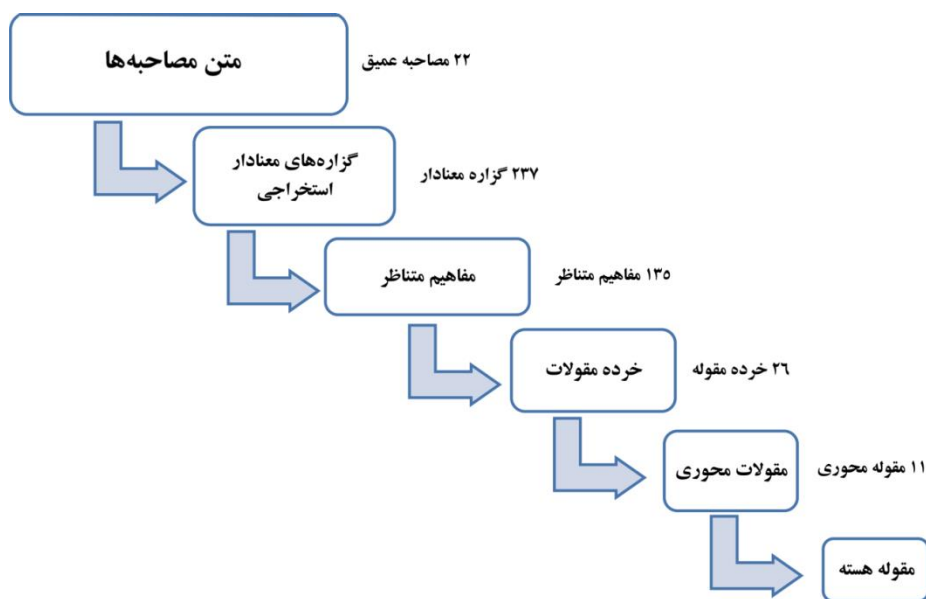 متن مصاحبه‌ها
۲۲ مصاحبه عمیق
گزاره‌های معنادار
استخراجی
۲۳۷ گزاره معنادار
مفاهیم متناظر
۱۳۵ مفاهیم متناظر
خرده مقولات
۲٦ خرده مقوله
مقولات محوری
۱۱ مقوله محوری
مقوله هسته